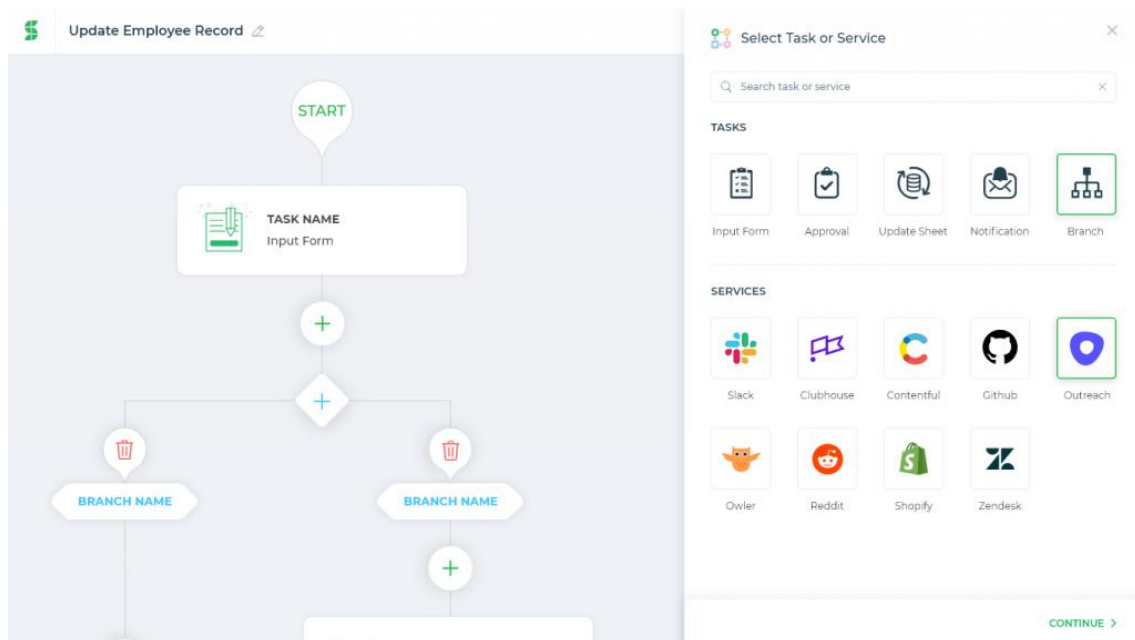 Update Employee Record
START
TASK NAME
Input Form
BRANCH NAME
BRANCH NAME
Select Task or Service
Search task or service
TASKS
Input Form
Approval
Update Sheet
Notification
Branch
SERVICES
Slack
Clubhouse
Contentful
Github
Outreach
Owler
Reddit
Shopify
Zendesk
CONTINUE